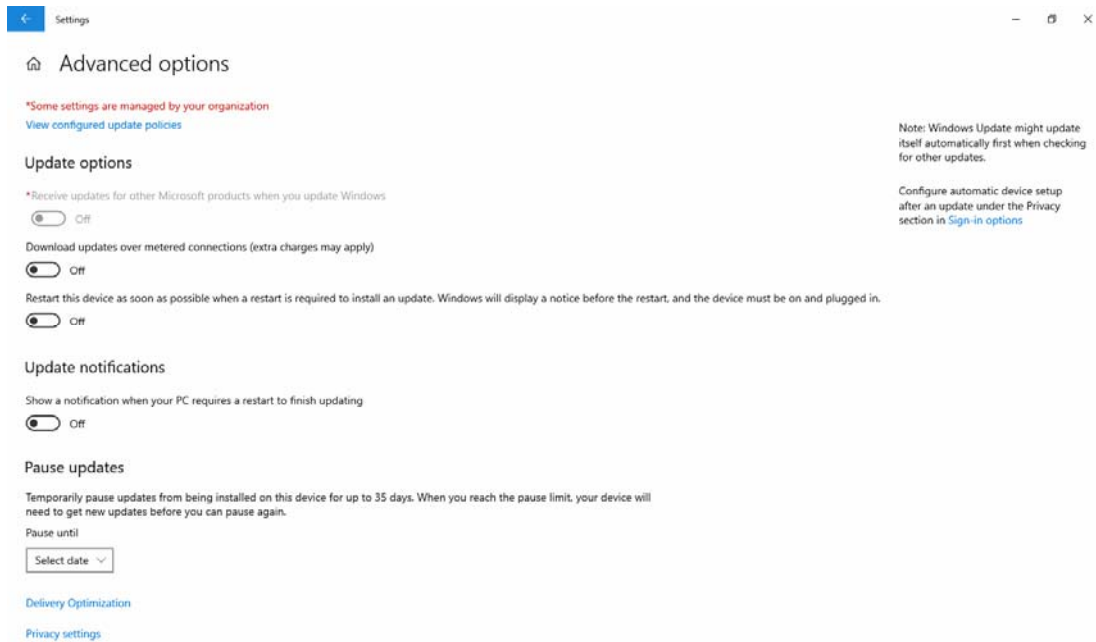 Settings
Advanced options
*Some settings are managed by your organization
View configured update policies
Update options
*Receive updates for other Microsoft products when you update Windows
Off
Download updates over metered connections (extra charges may apply)
Off
Restart this device as soon as possible when a restart is required to install an update. Windows will display a notice before the restart, and the device must be on and plugged in.
Off
Update notifications
Show a notification when your PC requires a restart to finish updating
Off
Pause updates
Temporarily pause updates from being installed on this device for up to 35 days. When you reach the pause limit, your device will
need to get new updates before you can pause again.
Pause until
Select date
Delivery Optimization
Privacy settings
Note: Windows Update might update
itself automatically first when checking
for other updates.
Configure automatic device setup
after an update under the Privacy
section in Sign-in options